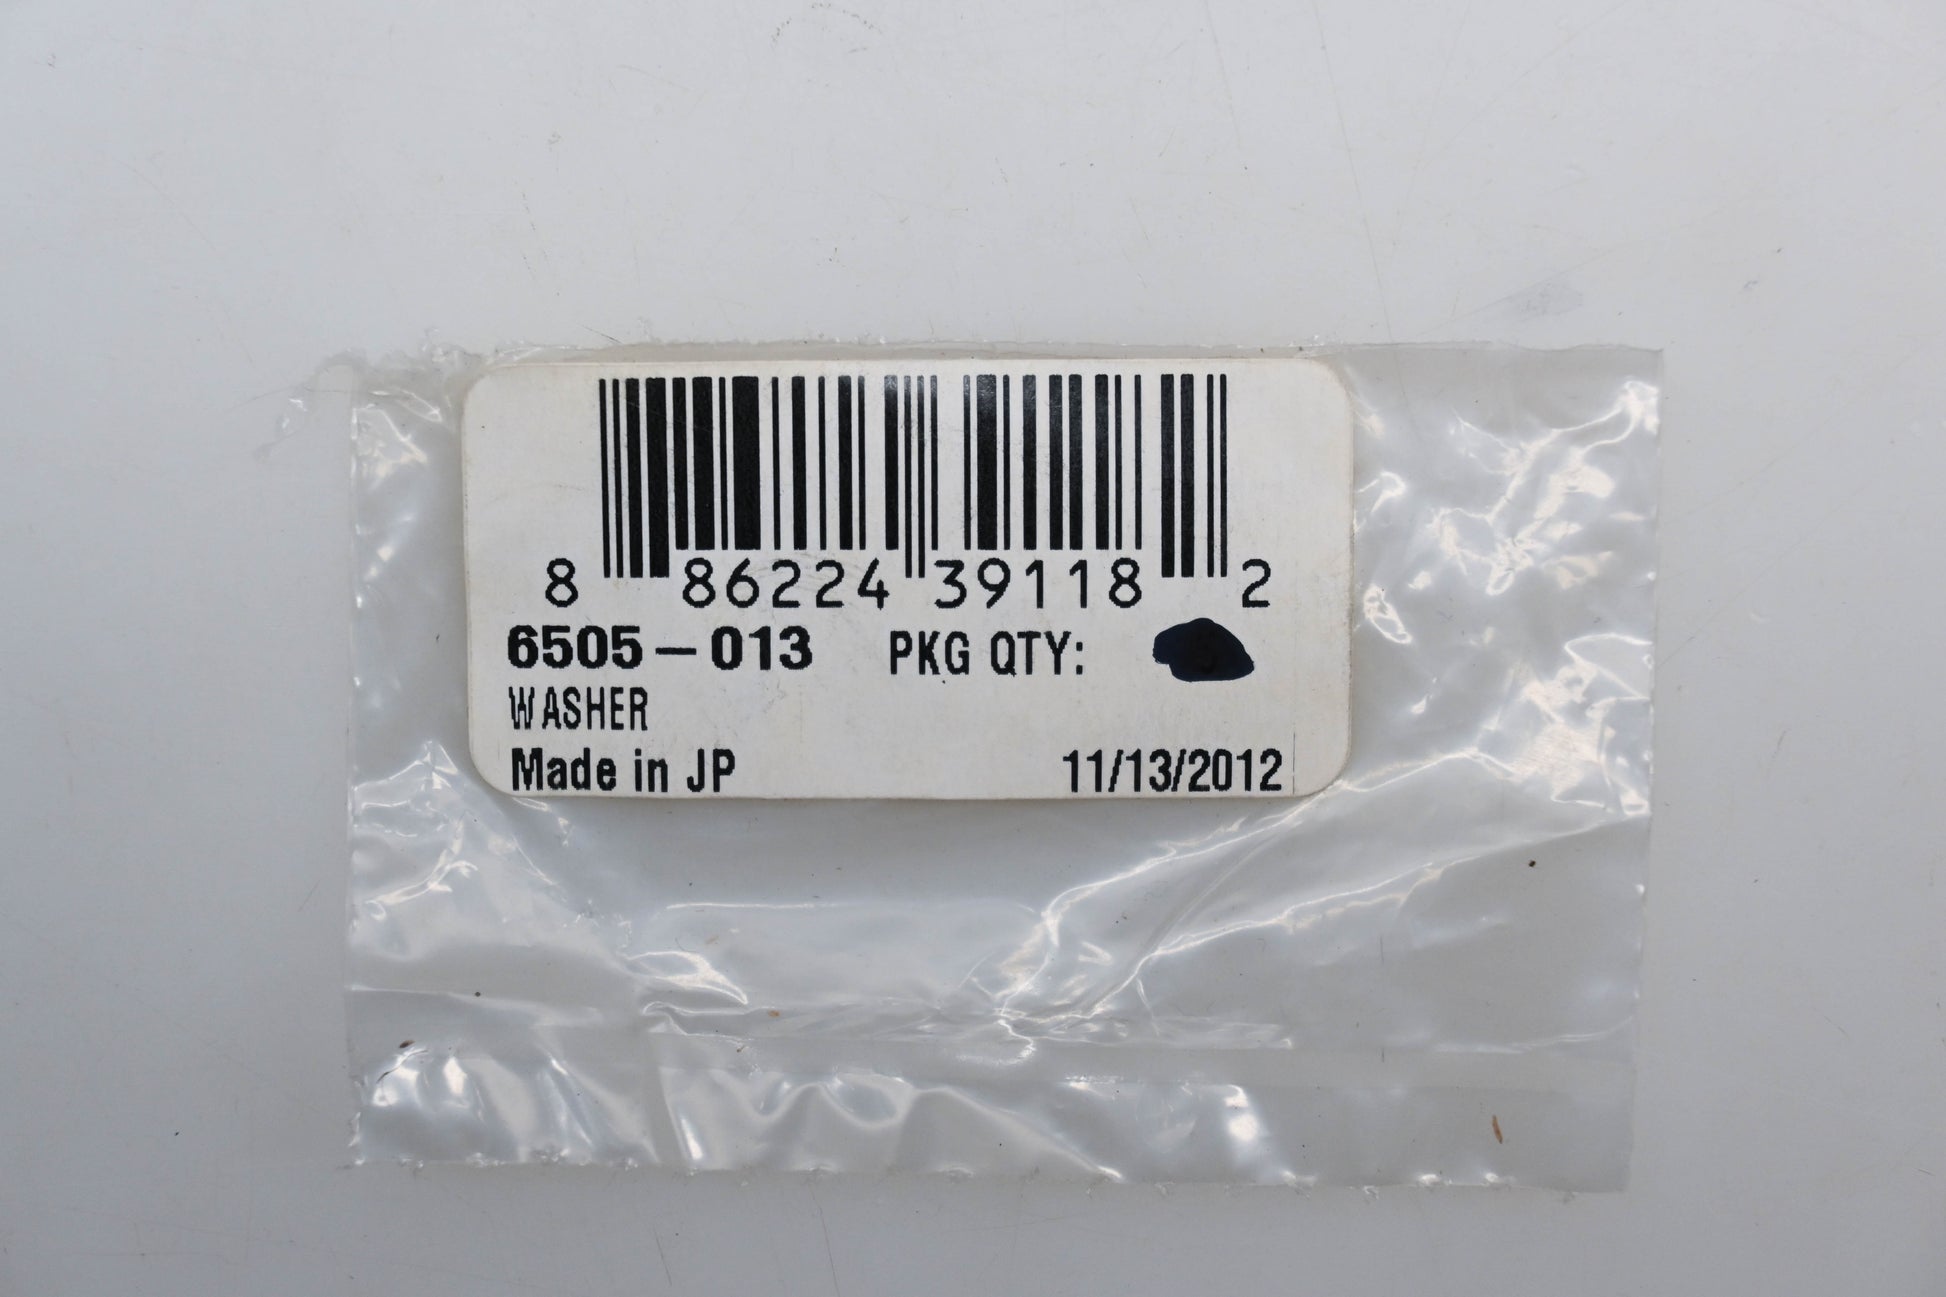 8 86224 39118 2
6505-013 PKG QTY:
WASHER
Made in JP 11/13/2012